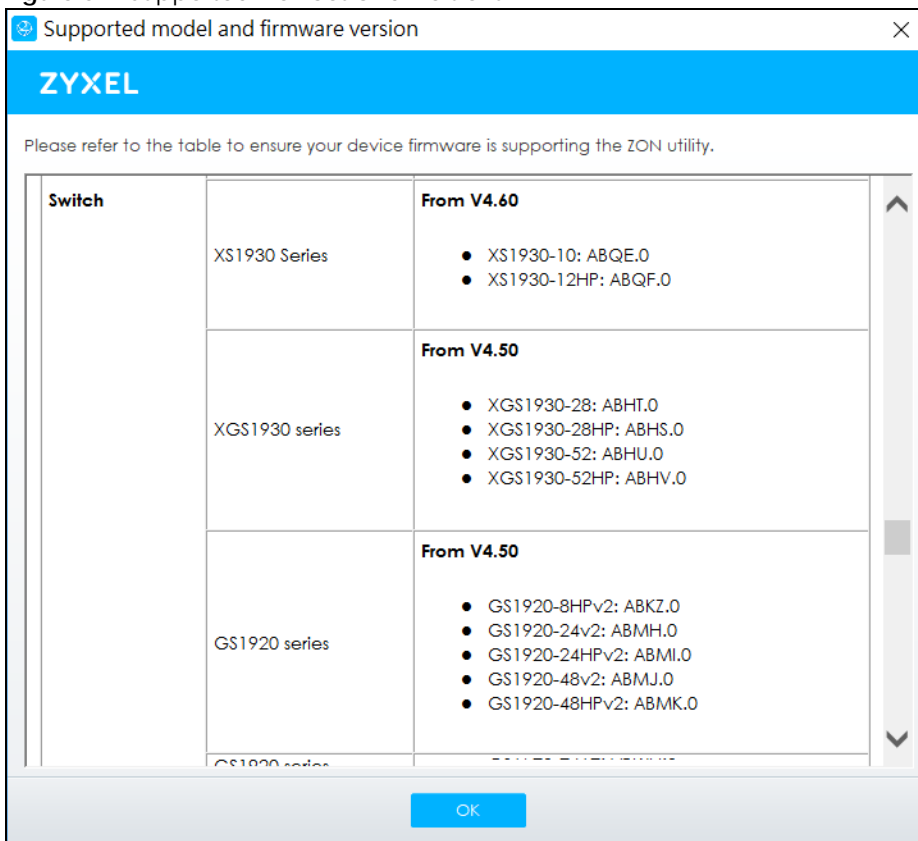 Supported model and firmware version
ZYXEL
Please refer to the table to ensure your device firmware is supporting the ZON utility.
Switch
XS1930 Series
From V4.60
● XS1930-10: ABQE.0
● XS1930-12HP: ABQF.0
XGS1930 series
From V4.50
● XGS1930-28: ABHT.0
● XGS1930-28HP: ABHS.0
● XGS1930-52: ABHU.0
● XGS1930-52HP: ABHV.0
GS1920 series
From V4.50
● GS1920-8HPv2: ABKZ.0
● GS1920-24v2: ABMH.0
● GS1920-24HPv2: ABMI.0
● GS1920-48v2: ABMJ.0
● GS1920-48HPv2: ABMK.0
GS1920 series
OK